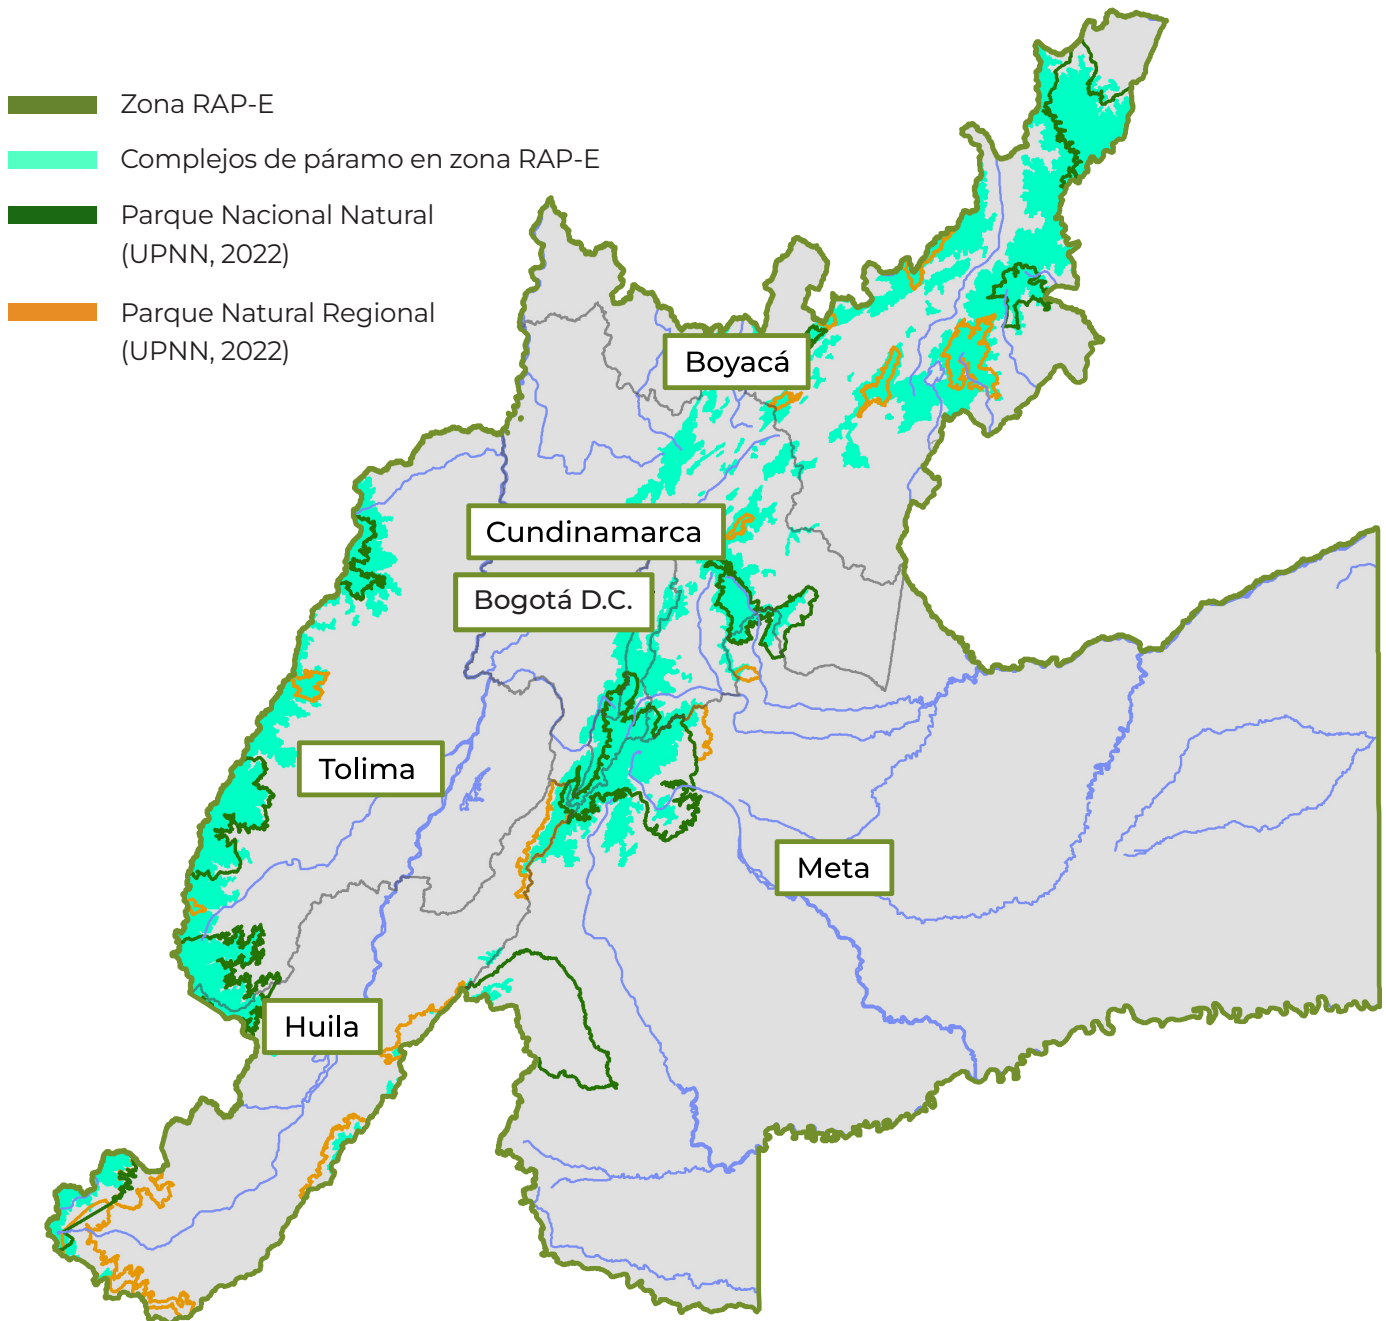 Zona RAP-E
Complejos de páramo en zona RAP-E
Parque Nacional Natural
(UPNN, 2022)
Parque Natural Regional
(UPNN, 2022)
Boyacá
Cundinamarca
Bogotá D.C.
Tolima
Meta
Huila